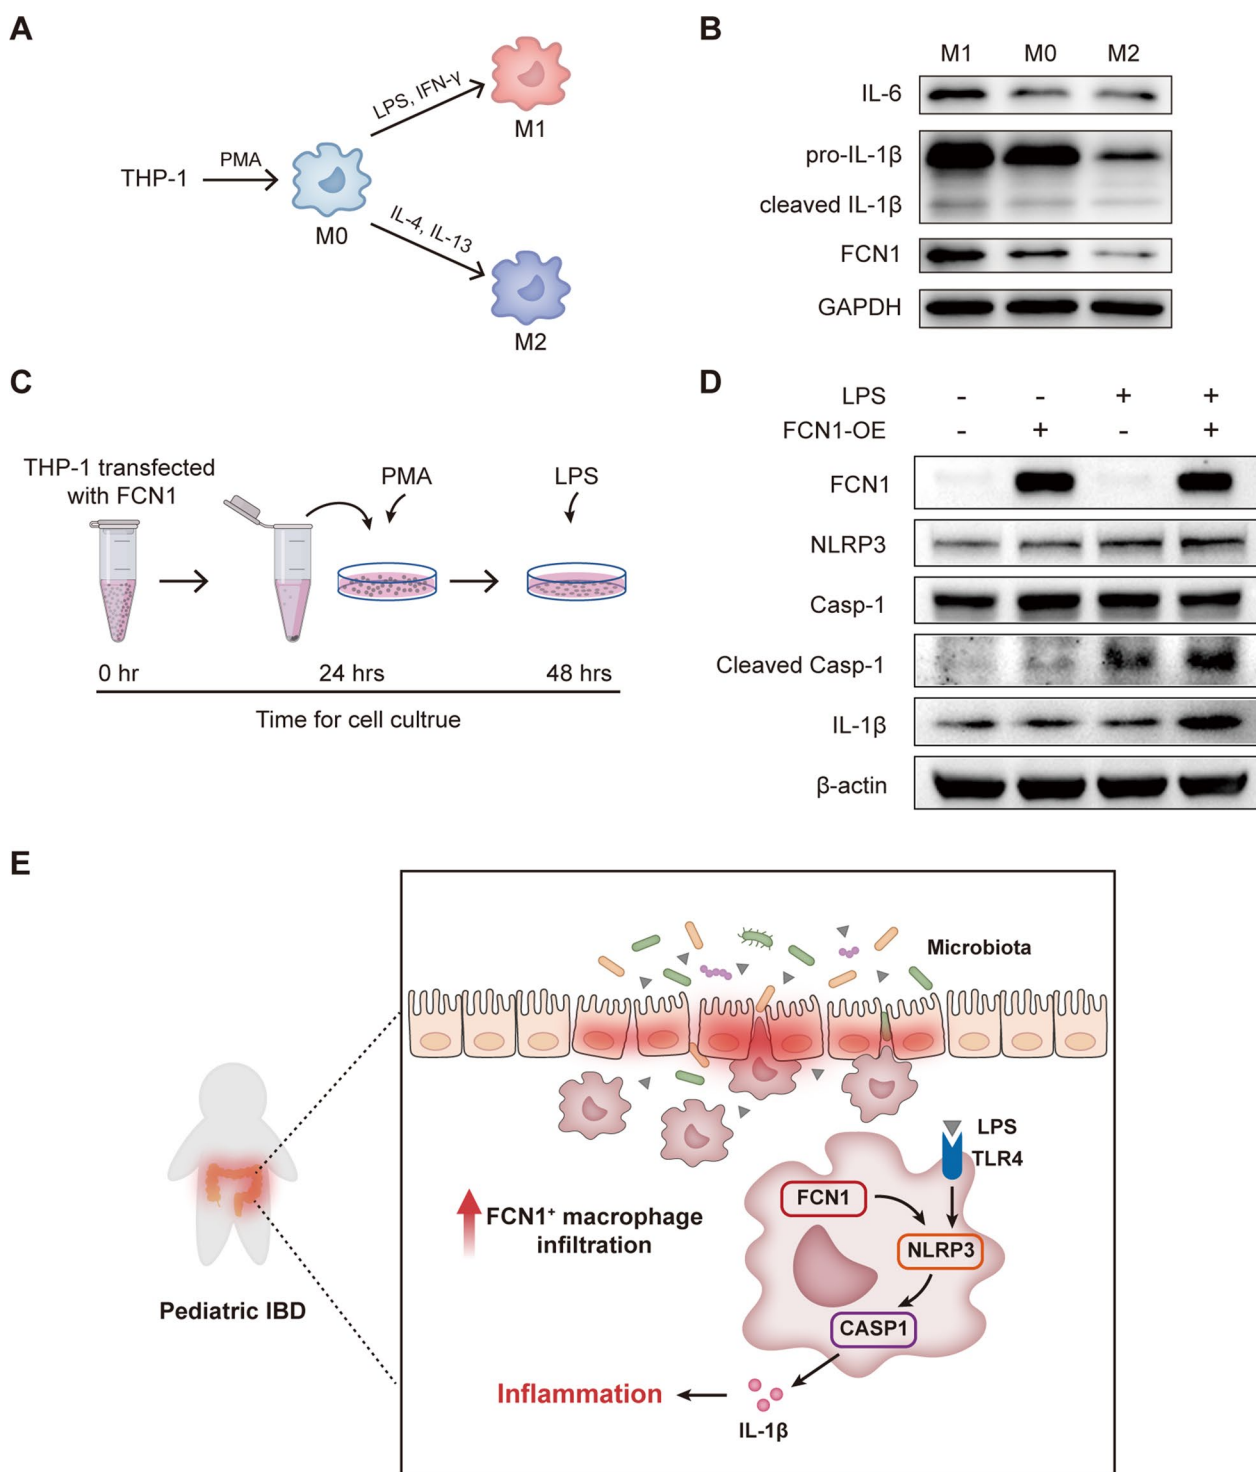 A
THP-1
PMA
M0
LPS, IFN-γ
M1
IL-4, IL-13
M2
B
M1 M0 M2
IL-6
pro-IL-1β
cleaved IL-1β
FCN1
GAPDH
C
THP-1 transfected
with FCN1
PMA
LPS
0 hr
24 hrs
48 hrs
Time for cell cultrue
D
LPS - - + +
FCN1-OE - + - +
FCN1
NLRP3
Casp-1
Cleaved Casp-1
IL-1β
β-actin
E
Pediatric IBD
Microbiota
LPS
TLR4
FCN1
NLRP3
CASP1
FCN1⁺ macrophage
infiltration
Inflammation
IL-1β